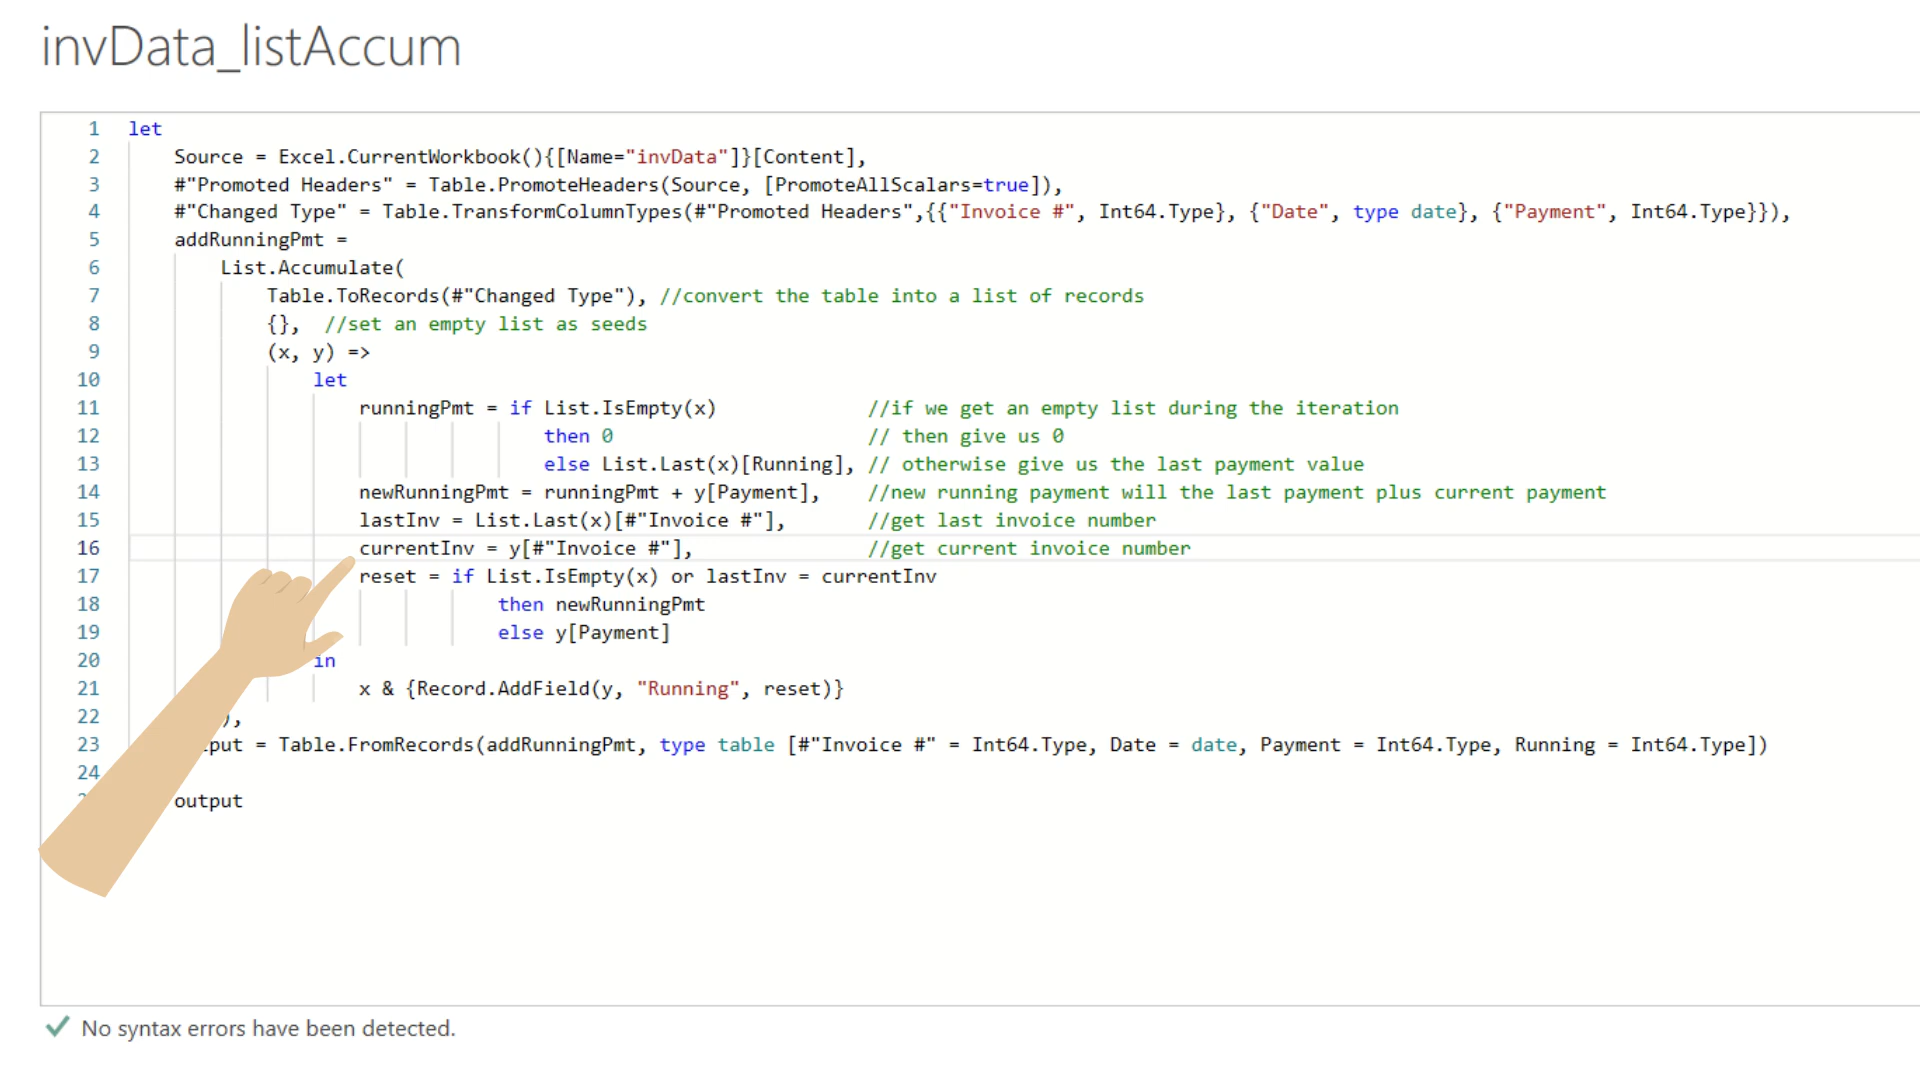 invData_listAccum
1 let
2 Source = Excel.CurrentWorkbook(){[Name="invData"]}[Content],
3 #"Promoted Headers" = Table.PromoteHeaders(Source, [PromoteAllScalars=true]),
4 #"Changed Type" = Table.TransformColumnTypes(#"Promoted Headers",{{"Invoice #", Int64.Type}, {"Date", type date}, {"Payment", Int64.Type}}),
5 addRunningPmt =
6 List.Accumulate(
7 Table.ToRecords(#"Changed Type"), //convert the table into a list of records
8 {}, //set an empty list as seeds
9 (x, y) =>
10 let
11 runningPmt = if List.IsEmpty(x) //if we get an empty list during the iteration
12 then 0 // then give us 0
13 else List.Last(x)[Running], // otherwise give us the last payment value
14 newRunningPmt = runningPmt + y[Payment], //new running payment will the last payment plus current payment
15 lastInv = List.Last(x)[#"Invoice #"], //get last invoice number
16 currentInv = y[#"Invoice #"], //get current invoice number
17 reset = if List.IsEmpty(x) or lastInv = currentInv
18 then newRunningPmt
19 else y[Payment]
20 in
21 x & {Record.AddField(y, "Running", reset)}
22 ),
23 put = Table.FromRecords(addRunningPmt, type table [#"Invoice #" = Int64.Type, Date = date, Payment = Int64.Type, Running = Int64.Type])
24
output
No syntax errors have been detected.